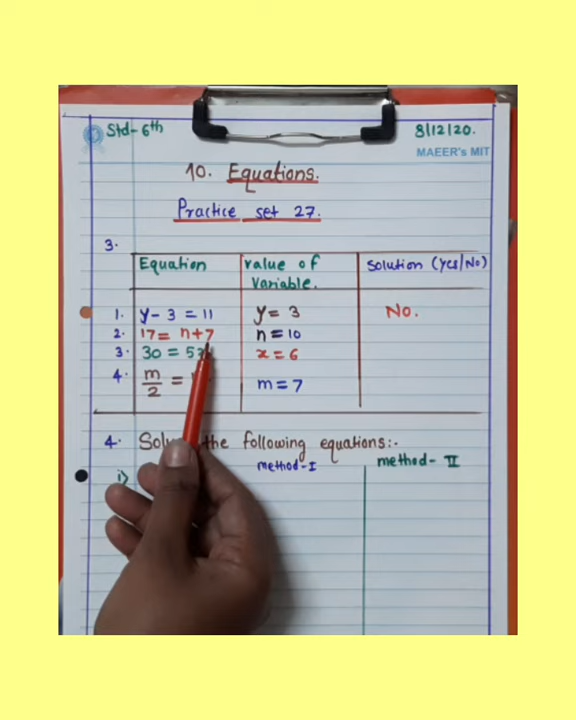 Std- 6th
8/12/20.
MAEER's MIT
10. Equations.
Practice set 27.
3.
Equation value of variable. Solution (Yes/No)
1. y - 3 = 11 y = 3 No.
2. 17 = n+7 n = 10
3. 30 = 5 x = 6
4. m/2 = m = 7
4. Solve the following equations:-
i) method-I method- II